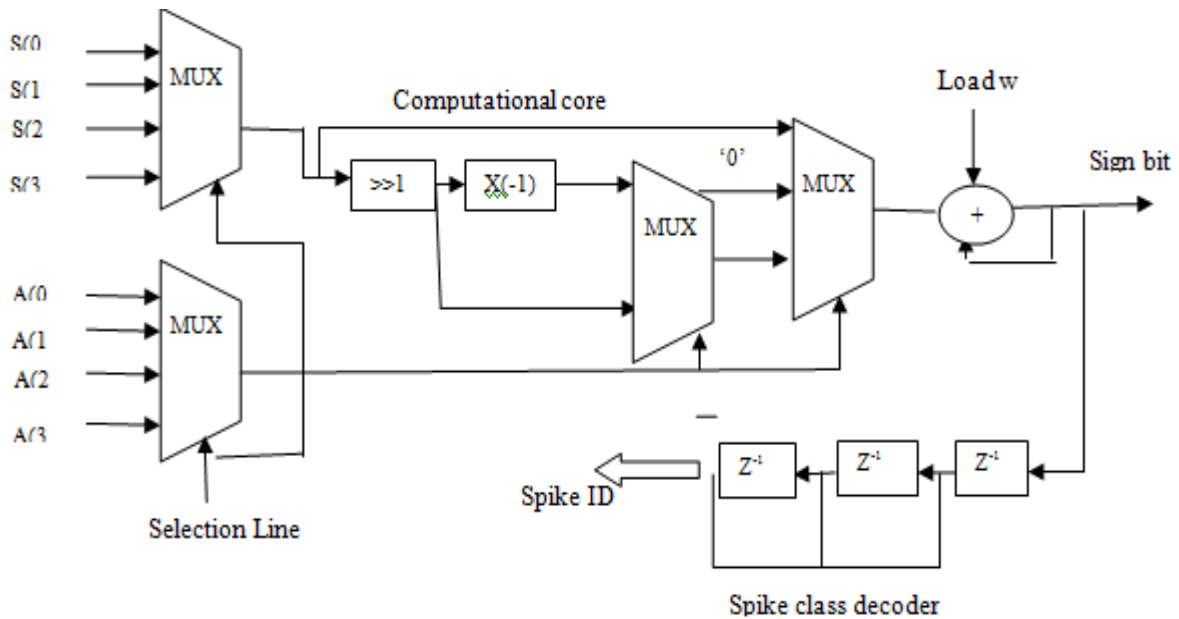 S(0
S(1
S(2
S(3
MUX
Computational core
>>1
X(-1)
MUX
'0'
MUX
Load w
+
Sign bit
A(0
A(1
A(2
A(3
MUX
Selection Line
Spike ID
Z⁻¹
Z⁻¹
Z⁻¹
Spike class decoder